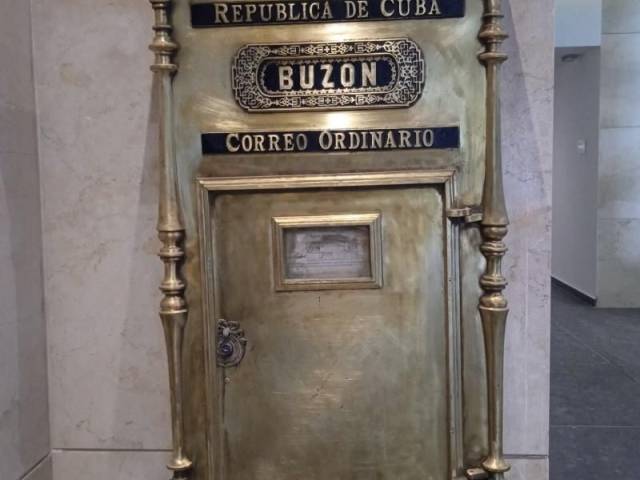 REPUBLICA DE CUBA
BUZON
CORREO ORDINARIO